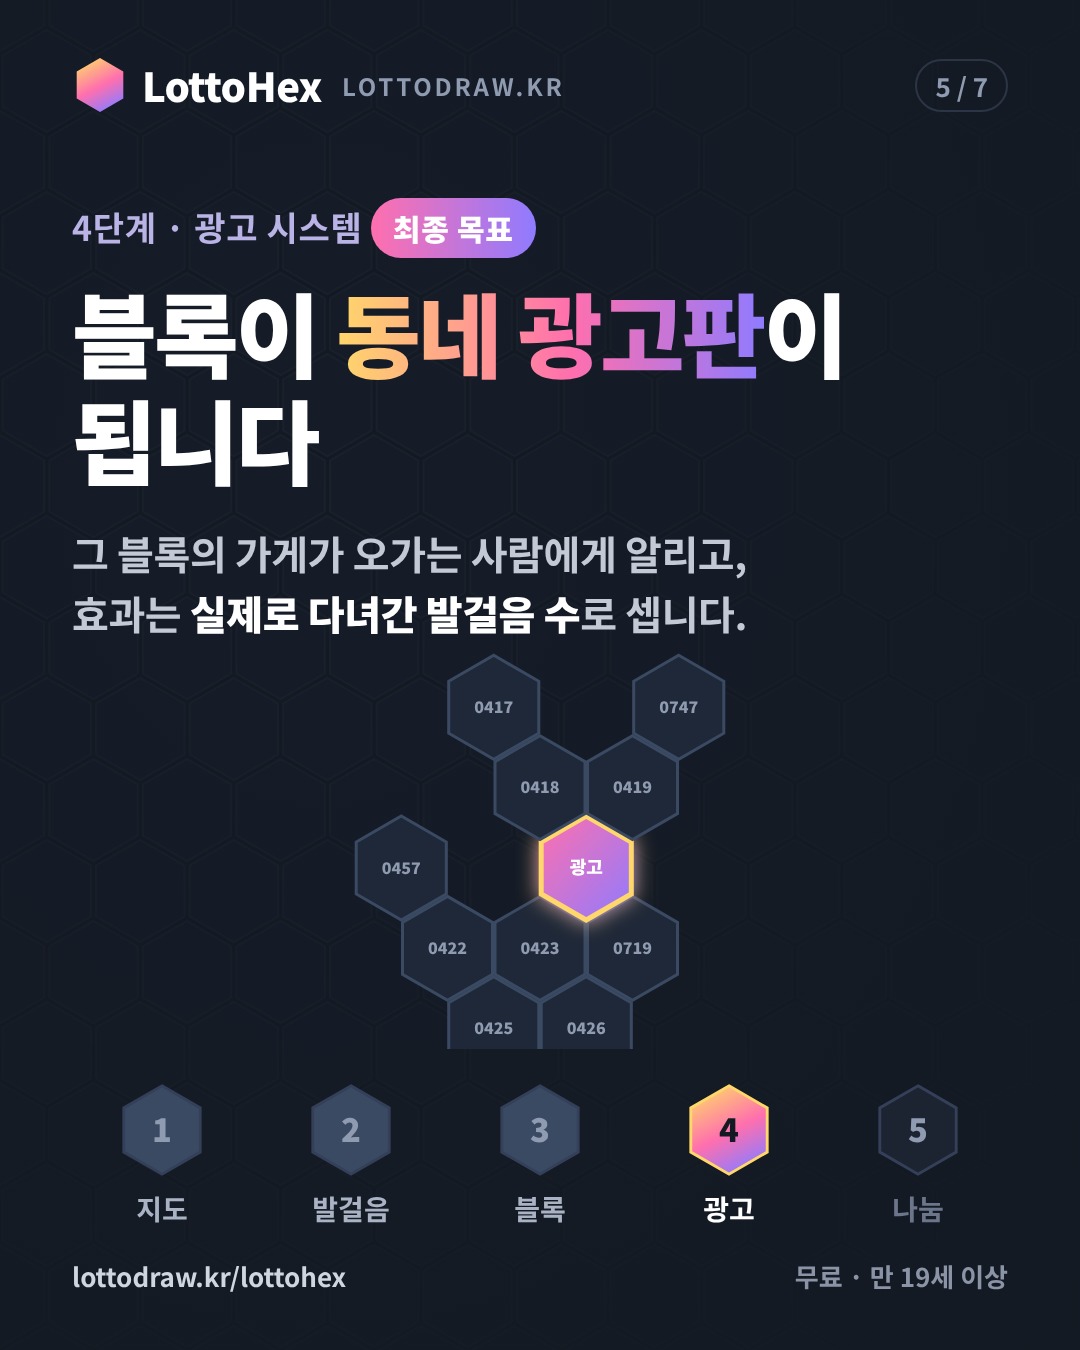 LottoHex LOTTODRAW.KR
5 / 7
4단계 · 광고 시스템 최종 목표
블록이 동네 광고판이
됩니다
그 블록의 가게가 오가는 사람에게 알리고,
효과는 실제로 다녀간 발걸음 수로 셉니다.
0417 0747
0418 0419
0457 광고
0422 0423 0719
0425 0426
1 2 3 4 5
지도 발걸음 블록 광고 나눔
lottodraw.kr/lottohex 무료 · 만 19세 이상